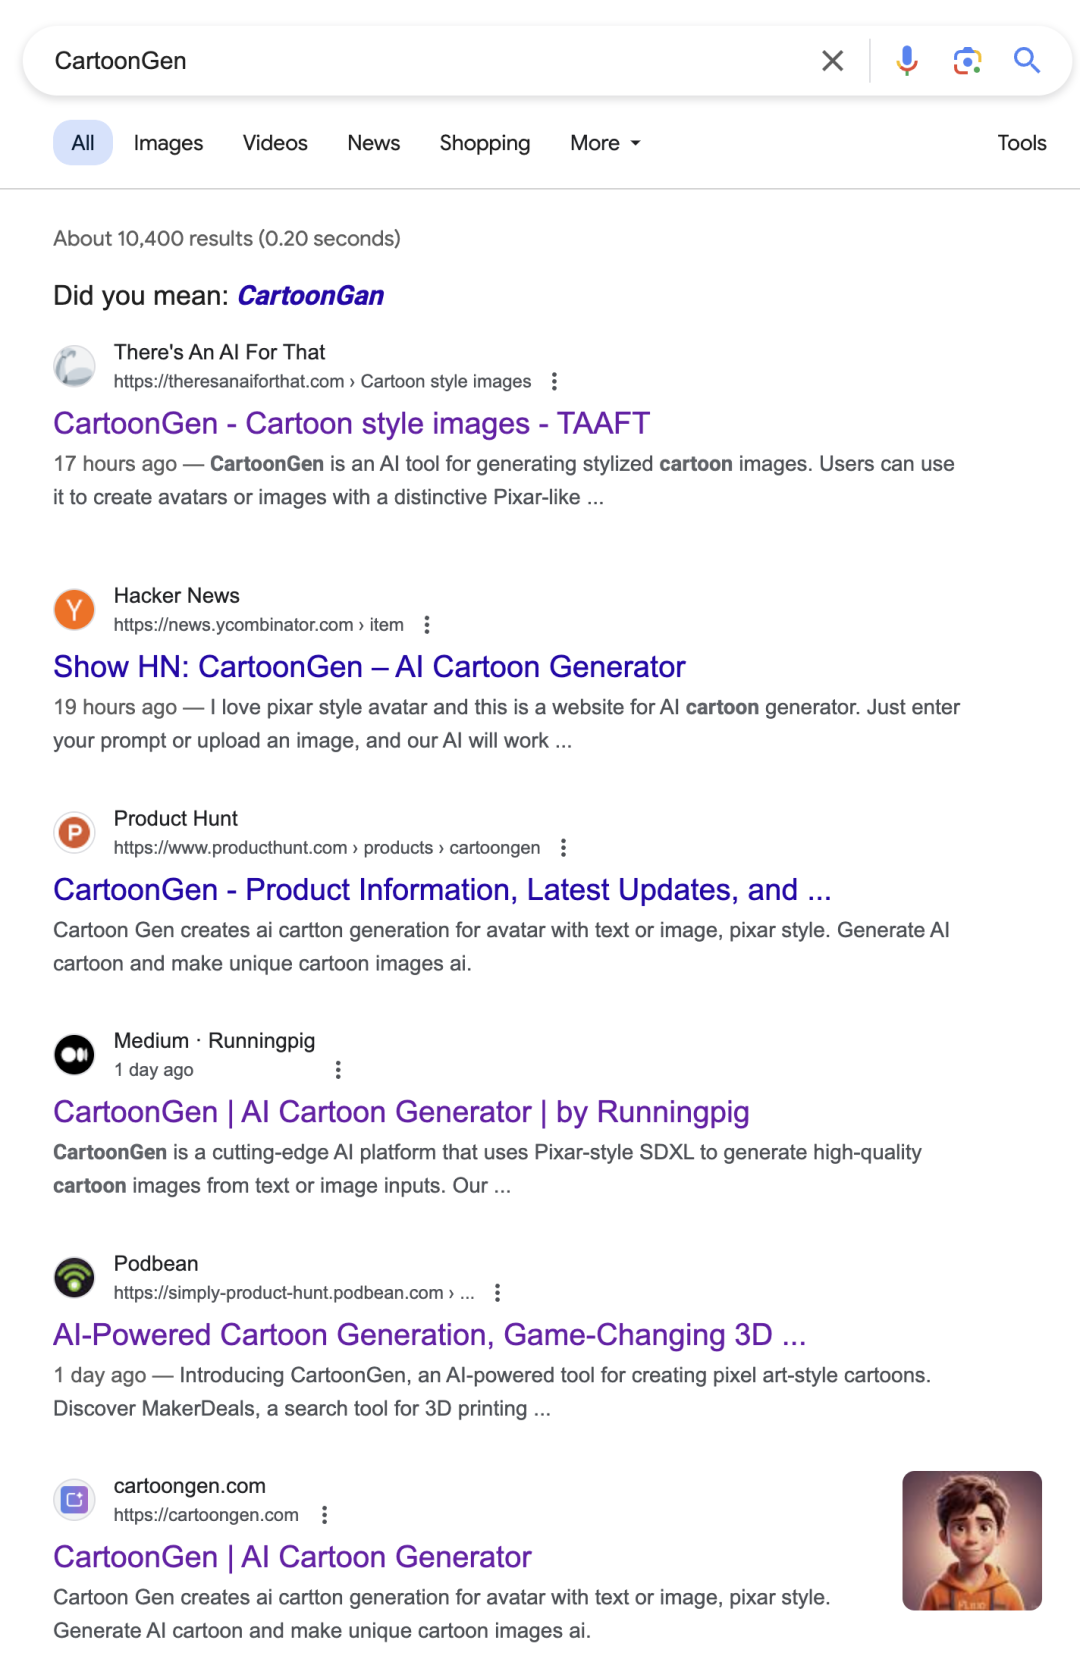 CartoonGen
All Images Videos News Shopping More Tools
About 10,400 results (0.20 seconds)
Did you mean: CartoonGan
There's An AI For That
https://theresanaiforthat.com › Cartoon style images
CartoonGen - Cartoon style images - TAAFT
17 hours ago — CartoonGen is an AI tool for generating stylized cartoon images. Users can use
it to create avatars or images with a distinctive Pixar-like ...
Y
Hacker News
https://news.ycombinator.com › item
Show HN: CartoonGen – AI Cartoon Generator
19 hours ago — I love pixar style avatar and this is a website for AI cartoon generator. Just enter
your prompt or upload an image, and our AI will work ...
P
Product Hunt
https://www.producthunt.com › products › cartoongen
CartoonGen - Product Information, Latest Updates, and ...
Cartoon Gen creates ai cartton generation for avatar with text or image, pixar style. Generate AI
cartoon and make unique cartoon images ai.
Medium · Runningpig
1 day ago
CartoonGen | AI Cartoon Generator | by Runningpig
CartoonGen is a cutting-edge AI platform that uses Pixar-style SDXL to generate high-quality
cartoon images from text or image inputs. Our ...
Podbean
https://simply-product-hunt.podbean.com › ...
AI-Powered Cartoon Generation, Game-Changing 3D ...
1 day ago — Introducing CartoonGen, an AI-powered tool for creating pixel art-style cartoons.
Discover MakerDeals, a search tool for 3D printing ...
cartoongen.com
https://cartoongen.com
CartoonGen | AI Cartoon Generator
Cartoon Gen creates ai cartton generation for avatar with text or image, pixar style.
Generate AI cartoon and make unique cartoon images ai.